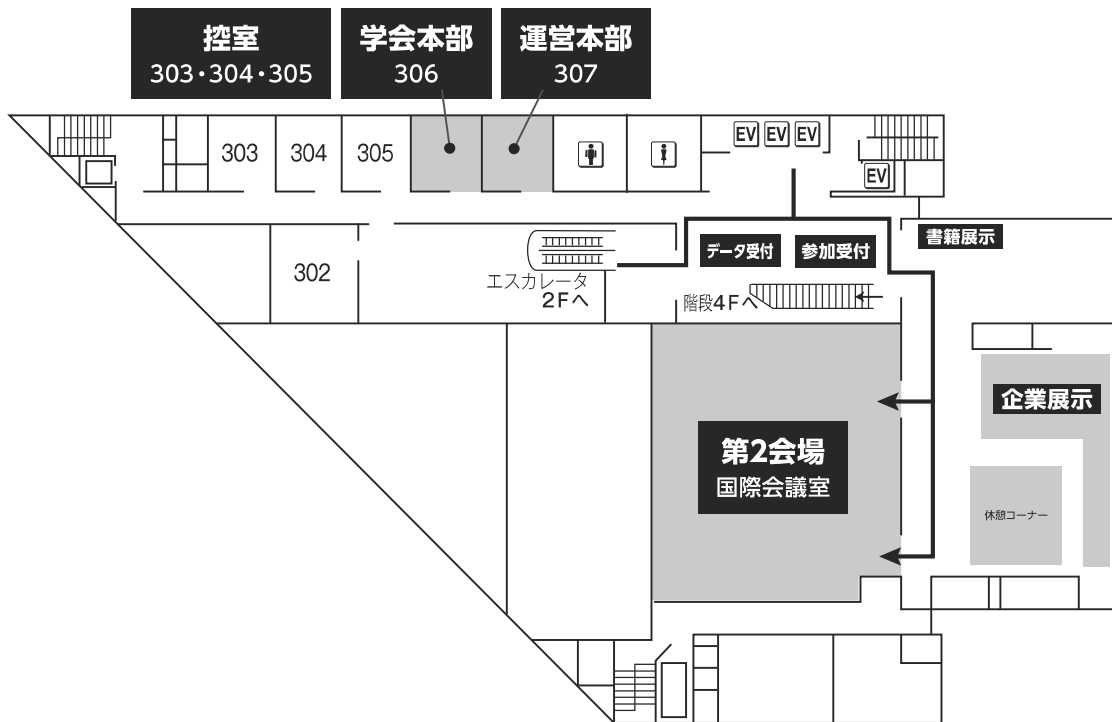 控室
303・304・305
学会本部
306
運営本部
307
303
304
305
EV
EV
EV
EV
302
エスカレータ
2Fへ
データ受付
参加受付
書籍展示
階段4Fへ
企業展示
第2会場
国際会議室
休憩コーナー